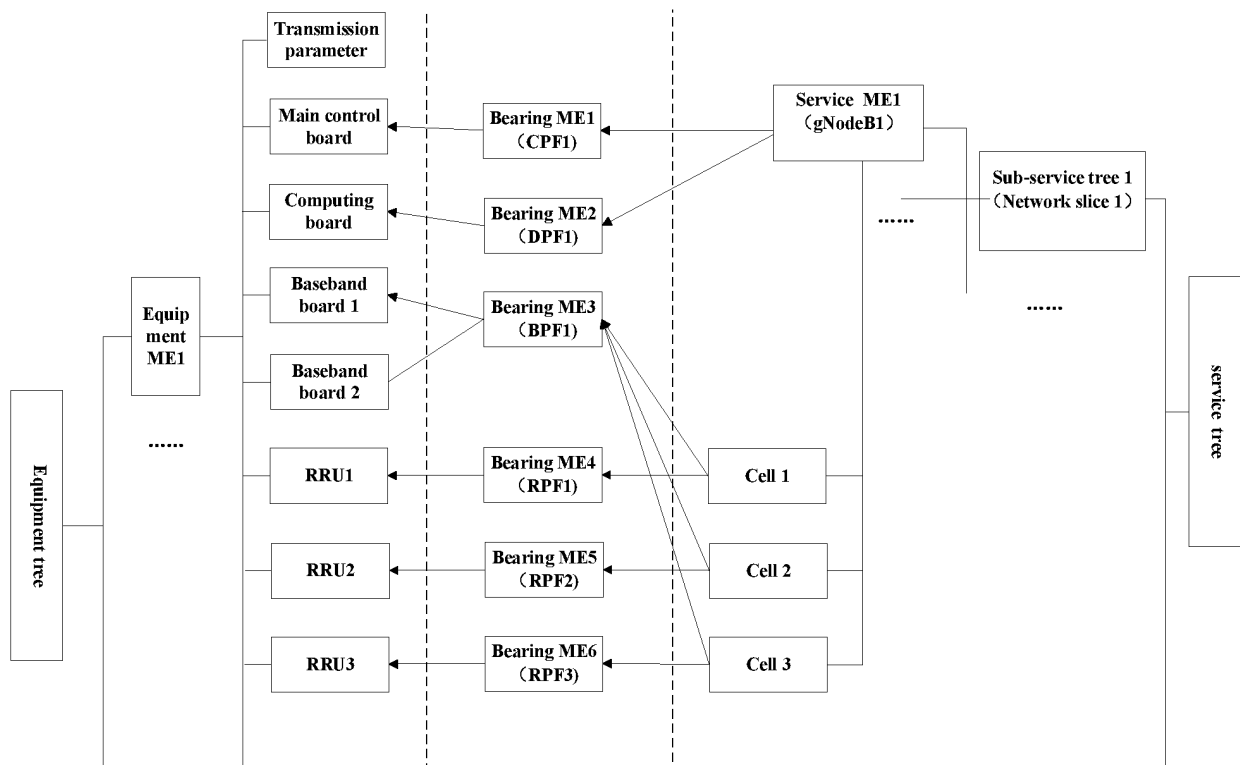 Transmission
parameter
Main control
board
Computing
board
Baseband
board 1
Baseband
board 2
RRU1
RRU2
RRU3
Equip
ment
ME1
......
Equipment tree
Bearing ME1
(CPF1)
Bearing ME2
(DPF1)
Bearing ME3
(BPF1)
Bearing ME4
(RPF1)
Bearing ME5
(RPF2)
Bearing ME6
(RPF3)
Service ME1
(gNodeB1)
Cell 1
Cell 2
Cell 3
......
Sub-service tree 1
(Network slice 1)
......
service tree